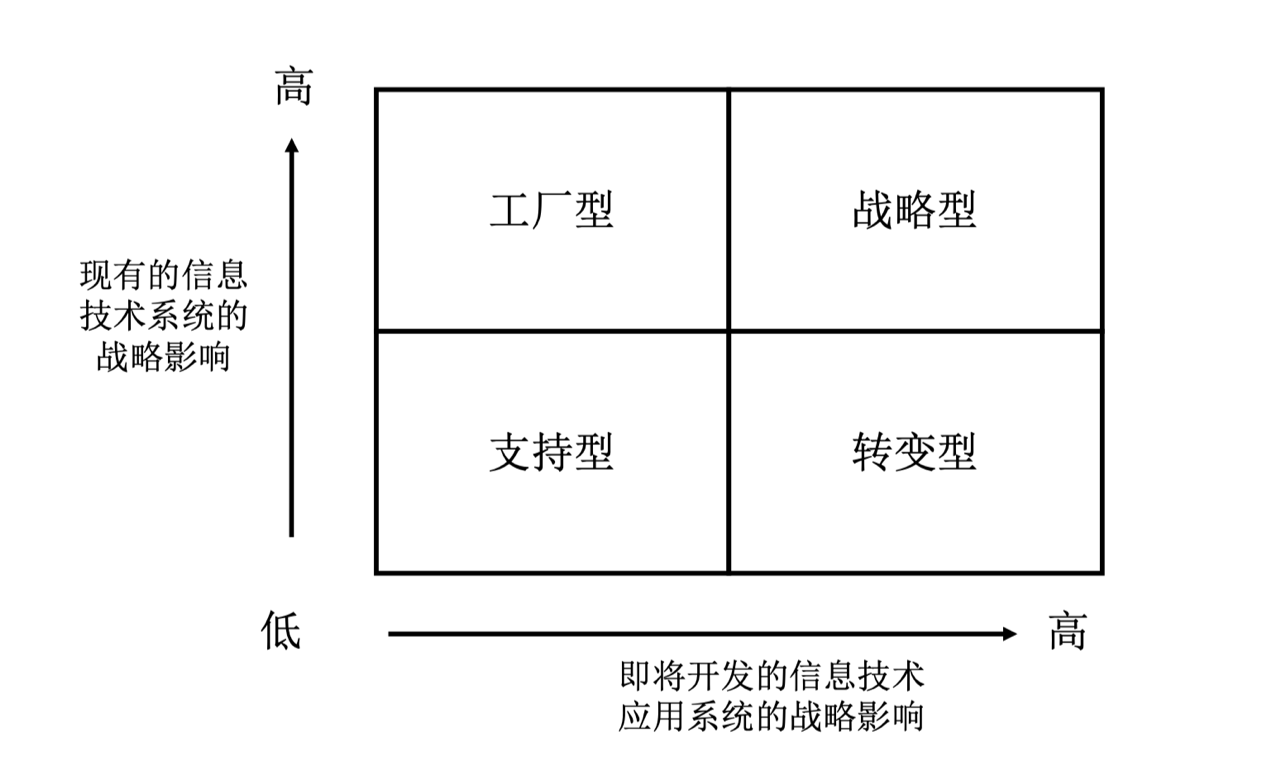 高
工厂型
战略型
现有的信息
技术系统的
战略影响
支持型
转变型
低
高
即将开发的信息技术
应用系统的战略影响